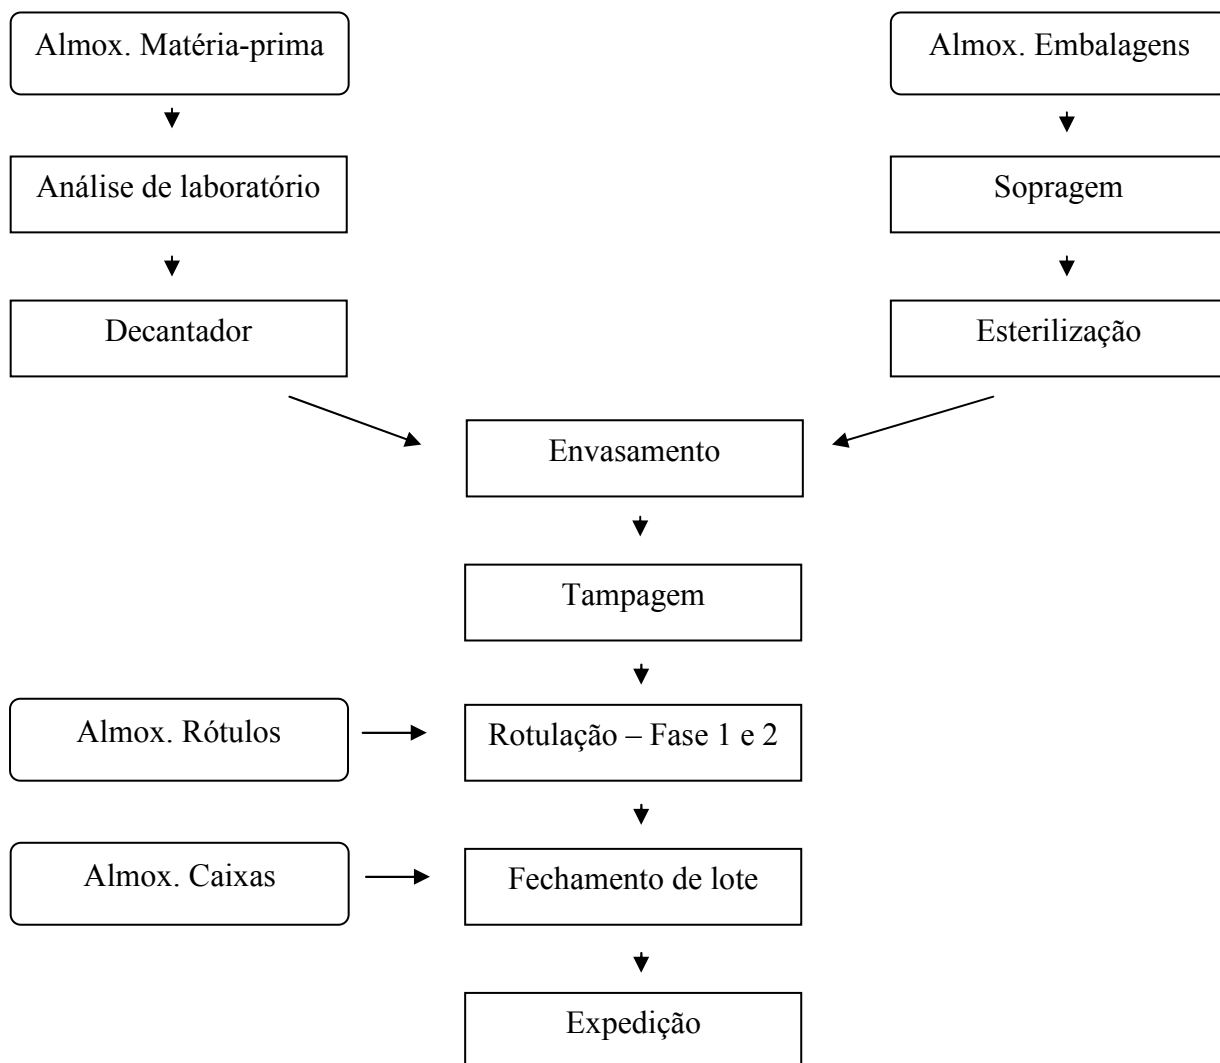 Almox. Matéria-prima
Almox. Embalagens
Análise de laboratório
Sopragem
Decantador
Esterilização
Envasamento
Tampagem
Almox. Rótulos
Rotulação – Fase 1 e 2
Almox. Caixas
Fechamento de lote
Expedição